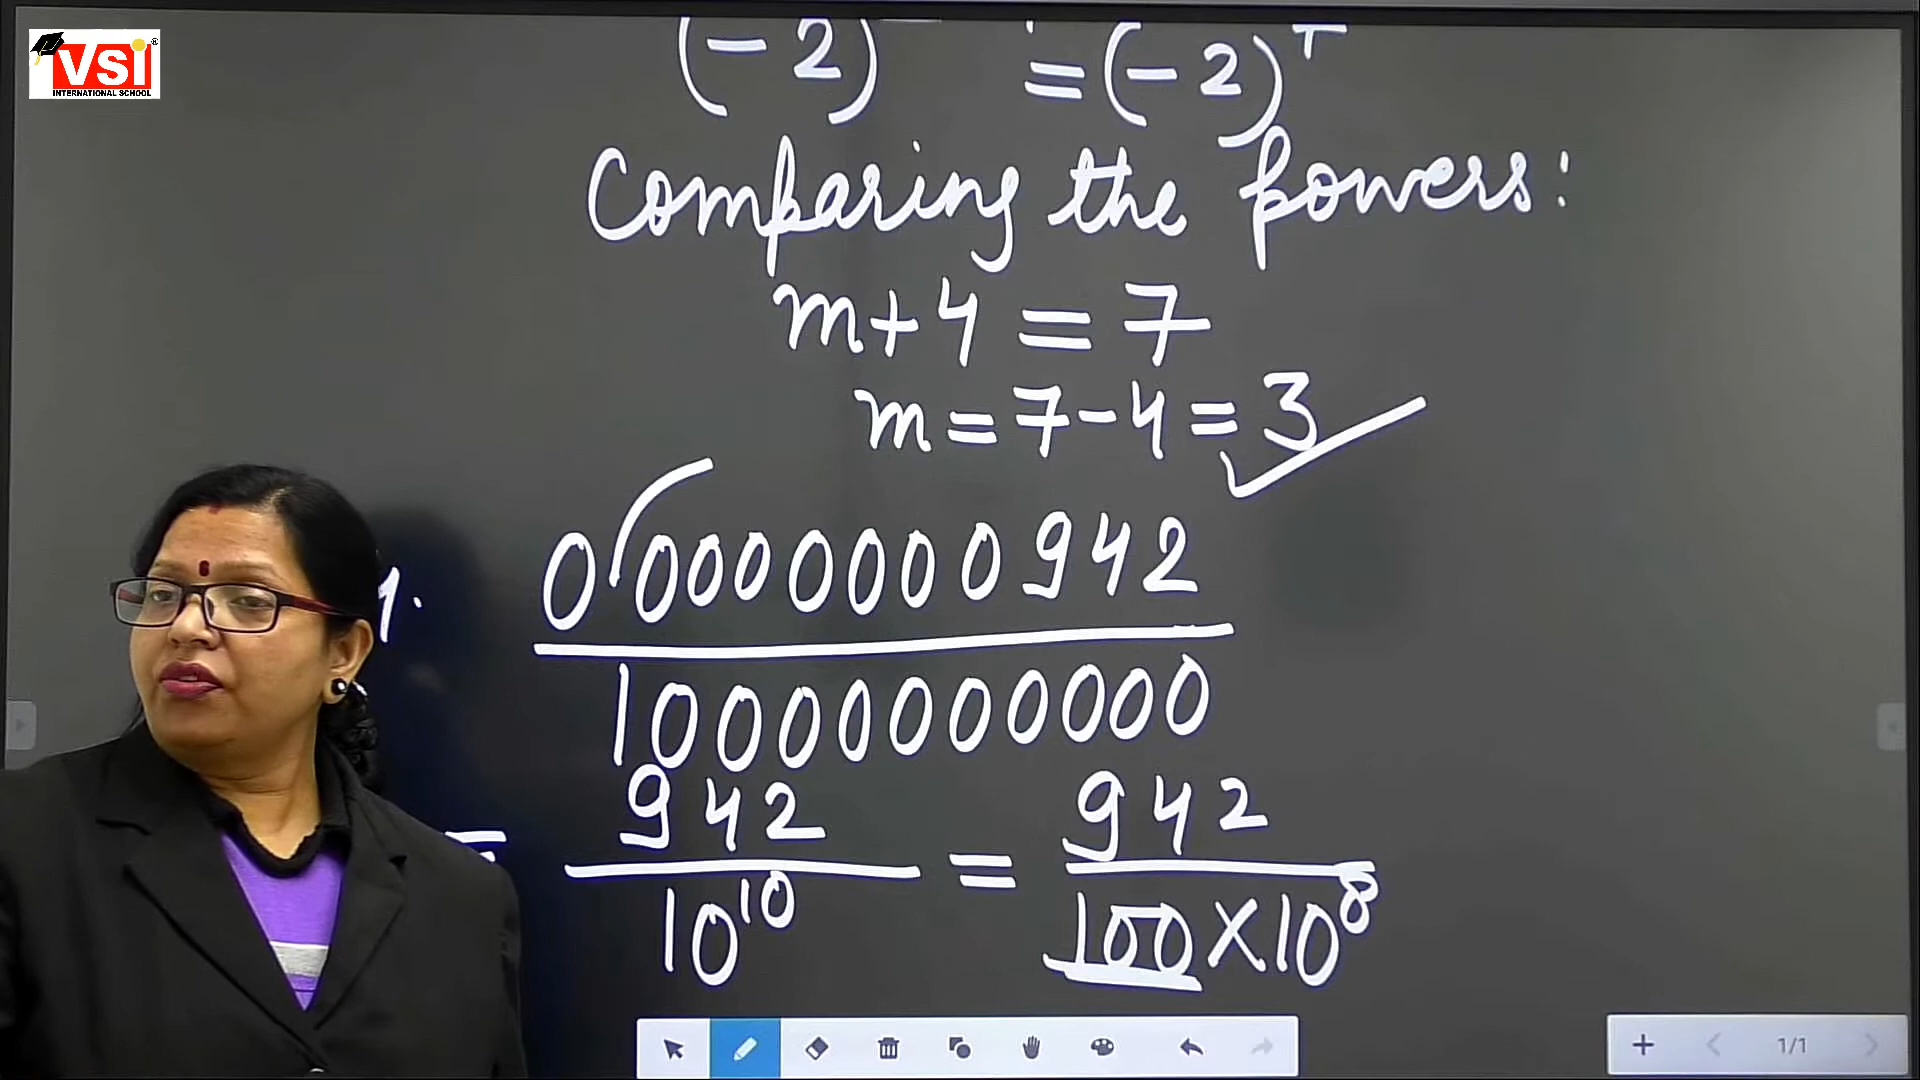 VSI
INTERNATIONAL SCHOOL
(-2) = (-2)
Comparing the powers:
m+4 = 7
m = 7-4 = 3 ✓
0(0000000942
10000000000
= 942/10¹⁰ = 942/100×10⁸
1/1